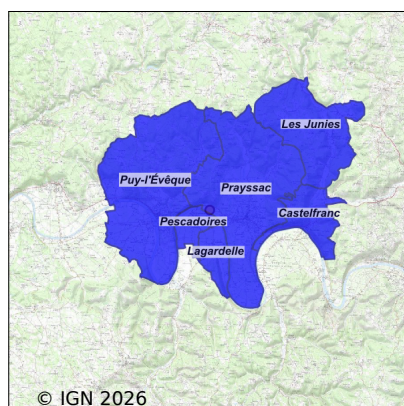 Les Junies
Puy-l'Évêque
Prayssac
Castelfranc
Pescadoires
Lagardelle
© IGN 2026